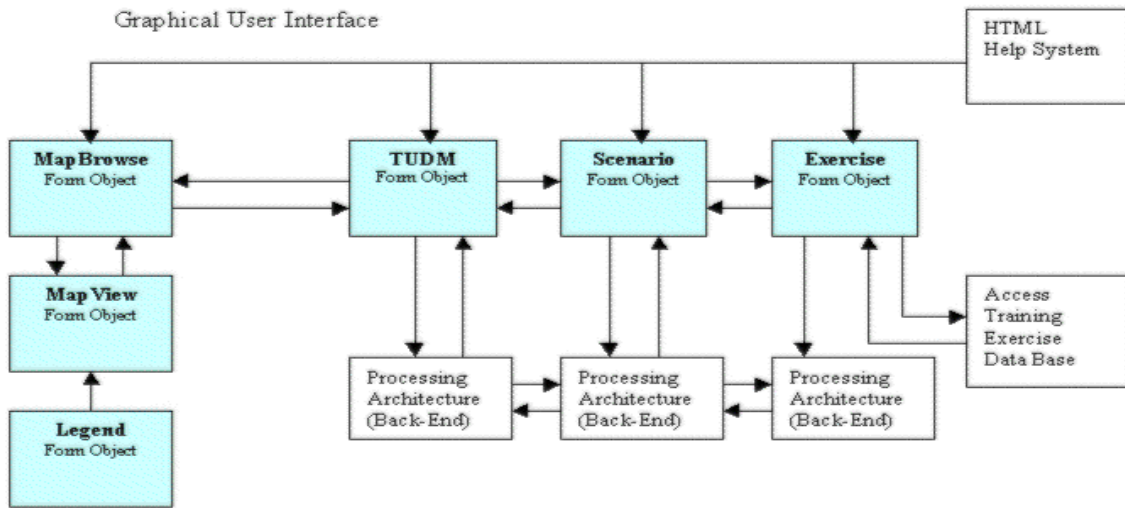 Graphical User Interface
HTML
Help System
MapBrowse
Form Object
TUDM
Form Object
Scenario
Form Object
Exercise
Form Object
MapView
Form Object
Access
Training
Exercise
Data Base
Processing
Architecture
(Back-End)
Processing
Architecture
(Back-End)
Processing
Architecture
(Back-End)
Legend
Form Object